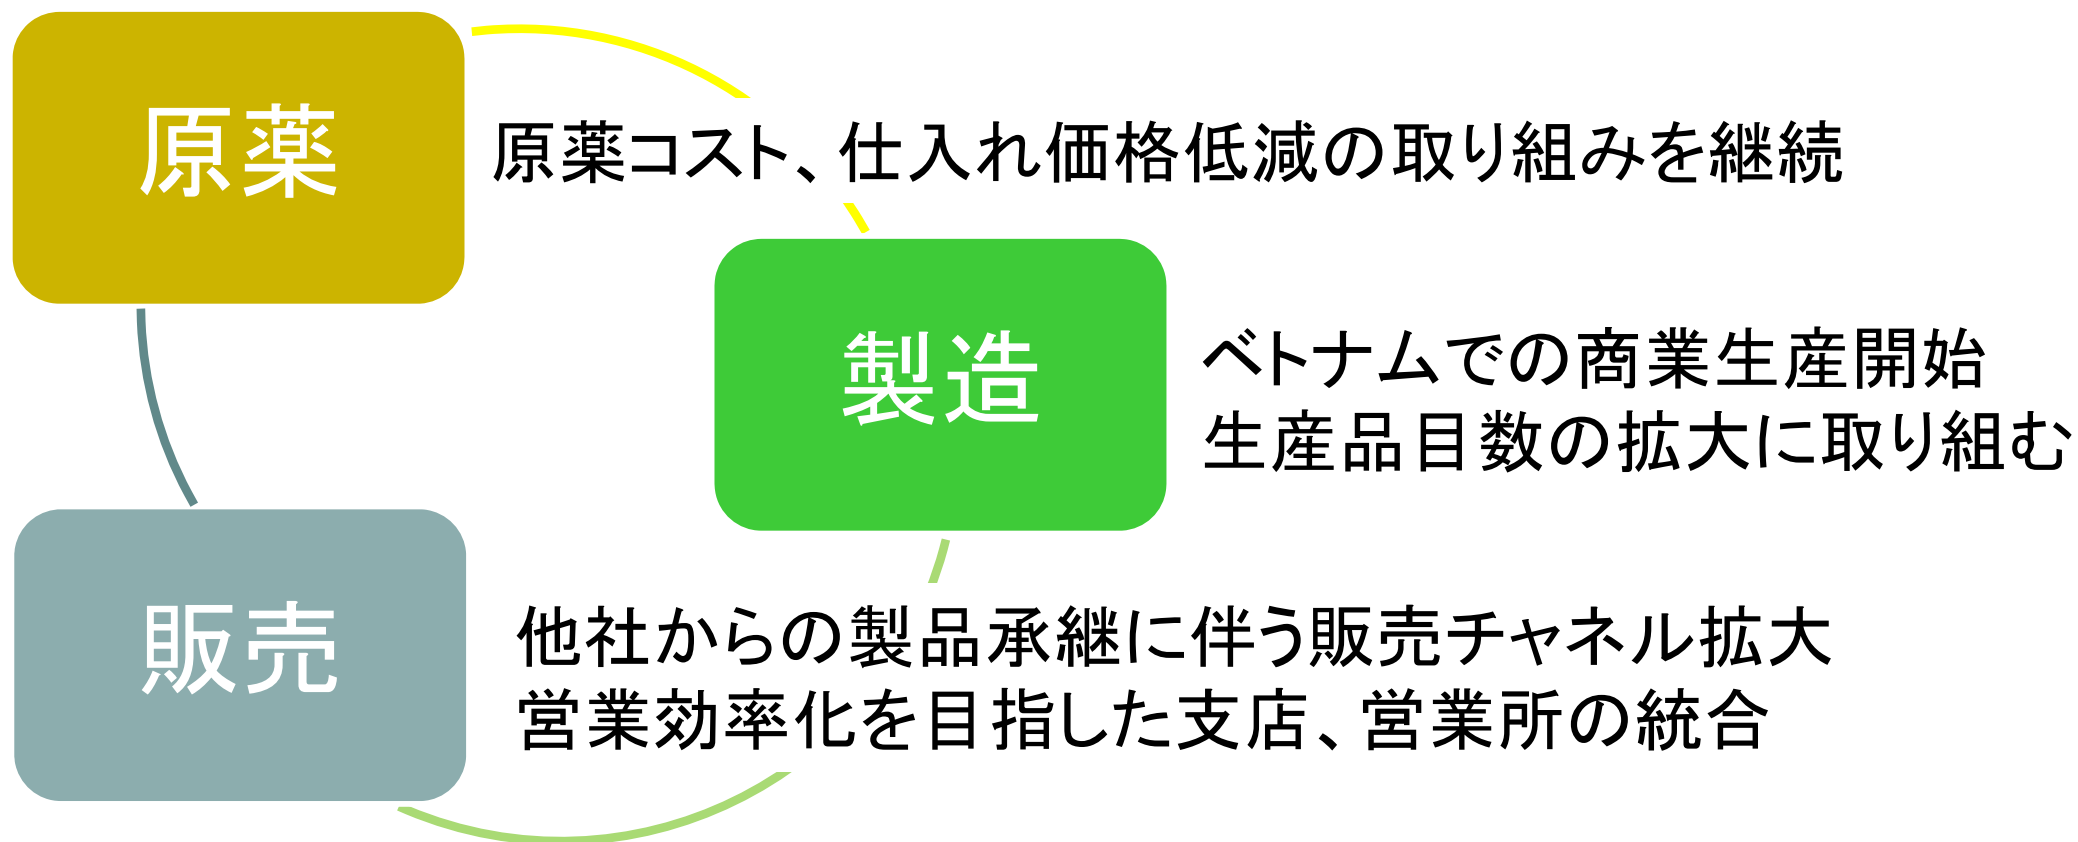 原薬
原薬コスト、仕入れ価格低減の取り組みを継続
製造
ベトナムでの商業生産開始
生産品目数の拡大に取り組む
販売
他社からの製品承継に伴う販売チャネル拡大
営業効率化を目指した支店、営業所の統合